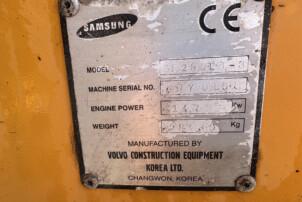 SAMSUNG CE
MODEL
MACHINE SERIAL NO.
ENGINE POWER Kw
WEIGHT Kg
MANUFACTURED BY
VOLVO CONSTRUCTION EQUIPMENT
KOREA LTD.
CHANGWON, KOREA